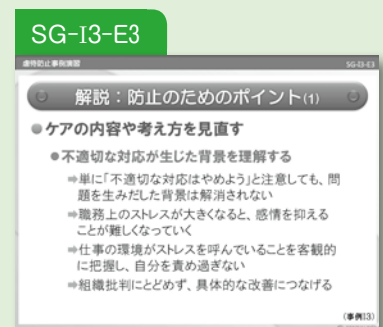 SG-I3-E3
虐待防止事例演習 SG-I3-E3
解説：防止のためのポイント(1)
●ケアの内容や考え方を見直す
●不適切な対応が生じた背景を理解する
⇒単に「不適切な対応はやめよう」と注意しても、問
題を生みだした背景は解消されない
⇒職務上のストレスが大きくなると、感情を抑える
ことが難しくなっていく
⇒仕事の環境がストレスを呼んでいることを客観的
に把握し、自分を責め過ぎない
⇒組織批判にとどめず、具体的な改善につなげる
(事例I3)